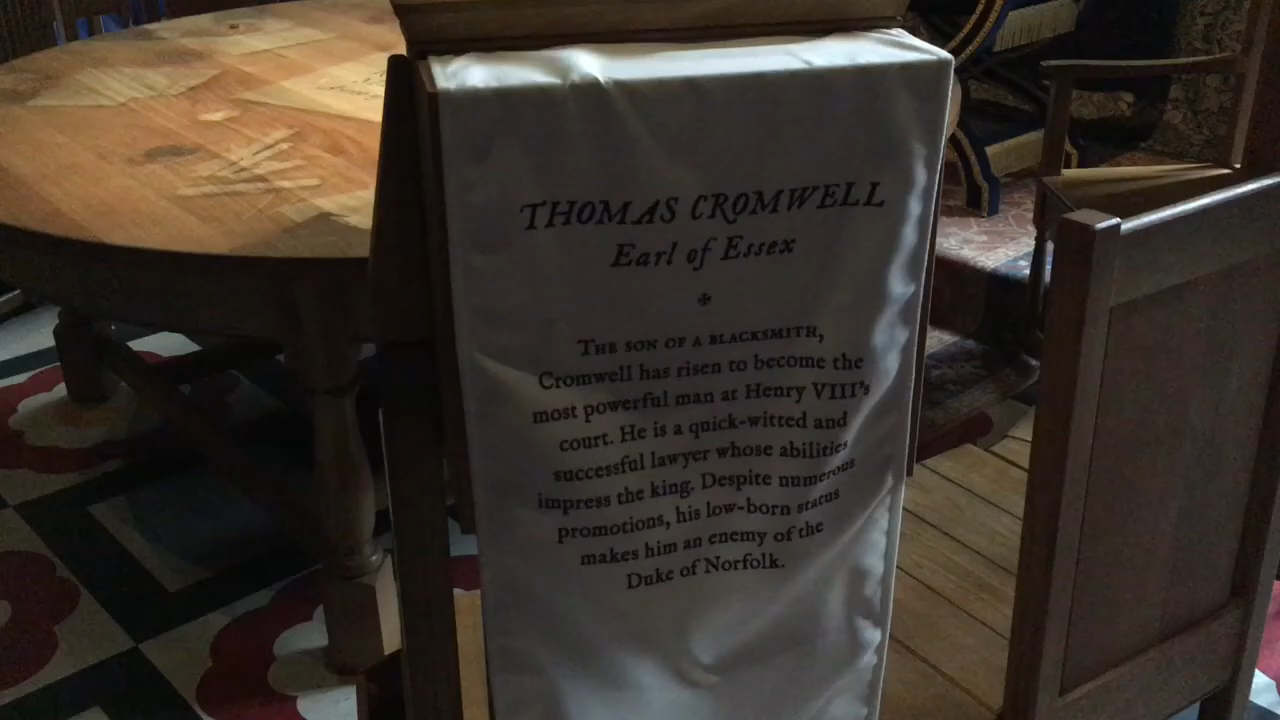 THOMAS CROMWELL
Earl of Essex
THE SON OF A BLACKSMITH,
Cromwell has risen to become the
most powerful man at Henry VIII's
court. He is a quick-witted and
successful lawyer whose abilities
impress the king. Despite numerous
promotions, his low-born status
makes him an enemy of the
Duke of Norfolk.